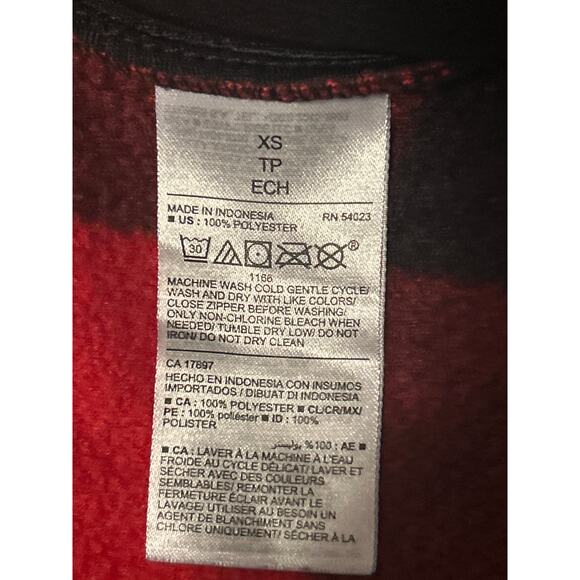 XS
TP
ECH
MADE IN INDONESIA RN 54023
■ US : 100% POLYESTER
30
®
1166
MACHINE WASH COLD GENTLE CYCLE/
WASH AND DRY WITH LIKE COLORS/
CLOSE ZIPPER BEFORE WASHING/
ONLY NON-CHLORINE BLEACH WHEN
NEEDED/ TUMBLE DRY LOW/ DO NOT
IRON/ DO NOT DRY CLEAN
CA 17897
HECHO EN INDONESIA CON INSUMOS
IMPORTADOS / DIBUAT DI INDONESIA
■ CA : 100% POLYESTER ■ CL/CR/MX/
PE : 100% poliéster ■ ID : 100%
POLISTER
■ AE : 100% بوليستر
■ CA : LAVER À LA MACHINE À L'EAU
FROIDE AU CYCLE DÉLICAT/ LAVER ET
SÉCHER AVEC DES COULEURS
SEMBLABLES/ REMONTER LA
FERMETURE ÉCLAIR AVANT LE
LAVAGE/ UTILISER AU BESOIN UN
AGENT DE BLANCHIMENT SANS
CHLORE UNIQUEMENT/ SÉCHER À LA